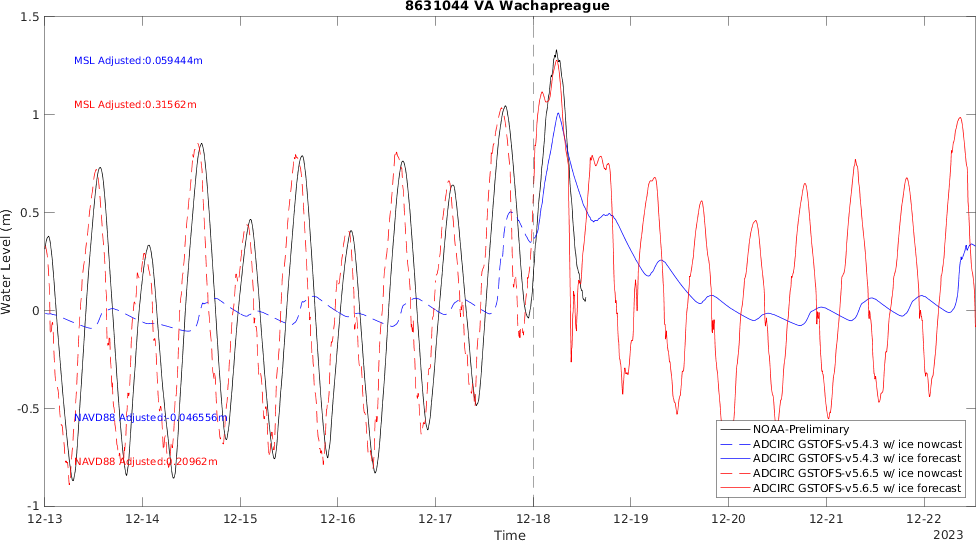 8631044 VA Wachapreague
1.5
1
0.5
0
-0.5
-1
Water Level (m)
MSL Adjusted:0.059444m
MSL Adjusted:0.31562m
NAVD88 Adjusted:-0.046556m
NAVD88 Adjusted:0.20962m
NOAA-Preliminary
ADCIRC GSTOFS-v5.4.3 w/ ice nowcast
ADCIRC GSTOFS-v5.4.3 w/ ice forecast
ADCIRC GSTOFS-v5.6.5 w/ ice nowcast
ADCIRC GSTOFS-v5.6.5 w/ ice forecast
12-13 12-14 12-15 12-16 12-17 12-18 12-19 12-20 12-21 12-22
Time
2023